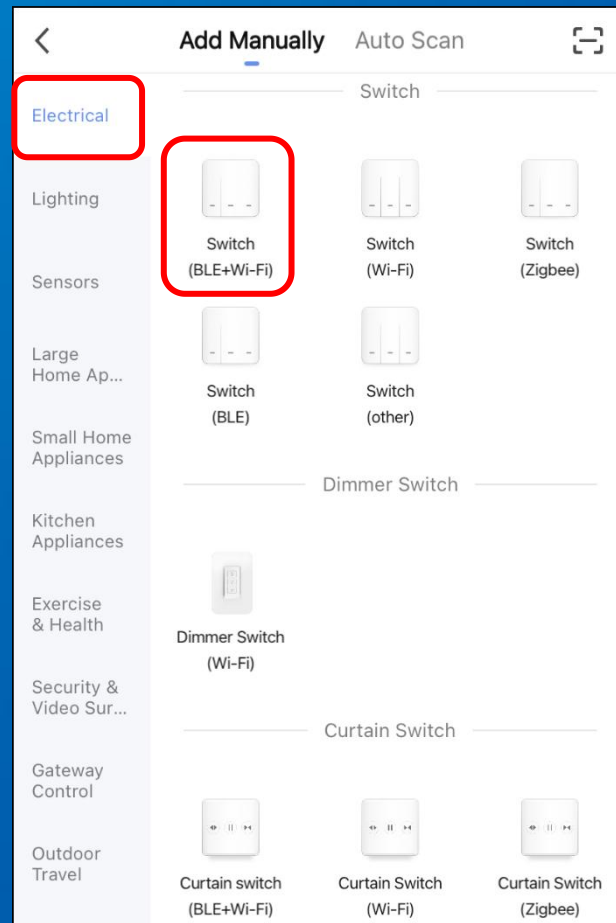 Add Manually Auto Scan
Electrical
Lighting
Sensors
Large
Home Ap...
Small Home
Appliances
Kitchen
Appliances
Exercise
& Health
Security &
Video Sur...
Gateway
Control
Outdoor
Travel
Switch
Switch
(BLE+Wi-Fi)
Switch
(Wi-Fi)
Switch
(Zigbee)
Switch
(BLE)
Switch
(other)
Dimmer Switch
Dimmer Switch
(Wi-Fi)
Curtain Switch
Curtain switch
(BLE+Wi-Fi)
Curtain Switch
(Wi-Fi)
Curtain Switch
(Zigbee)